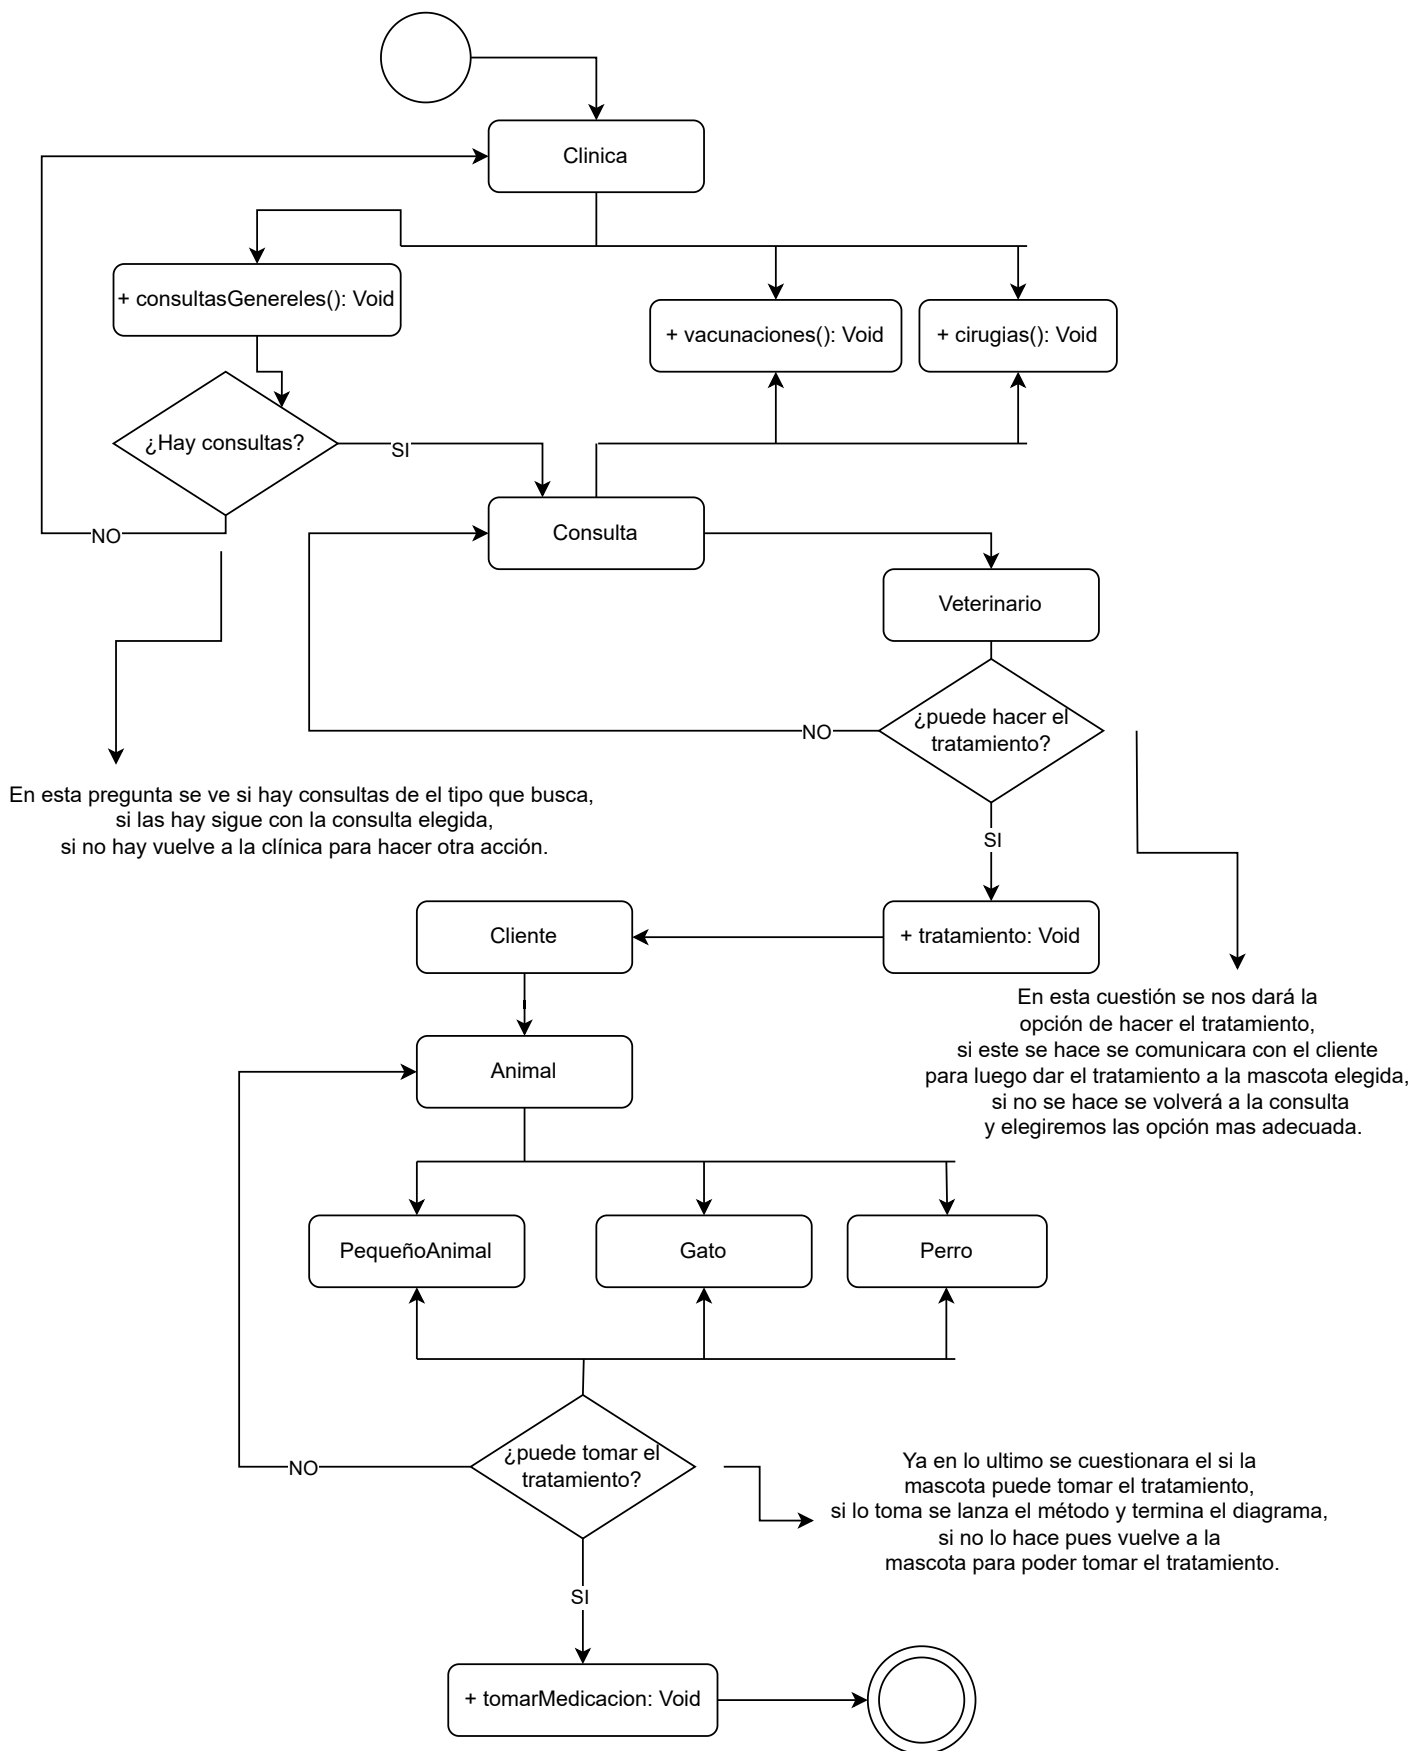 Clinica
+ consultasGenereles(): Void
+ vacunaciones(): Void
+ cirugias(): Void
¿Hay consultas?
SI
NO
Consulta
Veterinario
¿puede hacer el
tratamiento?
NO
SI
En esta pregunta se ve si hay consultas de el tipo que busca,
si las hay sigue con la consulta elegida,
si no hay vuelve a la clínica para hacer otra acción.
Cliente
+ tratamiento: Void
En esta cuestión se nos dará la
opción de hacer el tratamiento,
si este se hace se comunicara con el cliente
para luego dar el tratamiento a la mascota elegida,
si no se hace se volverá a la consulta
y elegiremos las opción mas adecuada.
Animal
PequeñoAnimal
Gato
Perro
¿puede tomar el
tratamiento?
NO
SI
Ya en lo ultimo se cuestionara el si la
mascota puede tomar el tratamiento,
si lo toma se lanza el método y termina el diagrama,
si no lo hace pues vuelve a la
mascota para poder tomar el tratamiento.
+ tomarMedicacion: Void